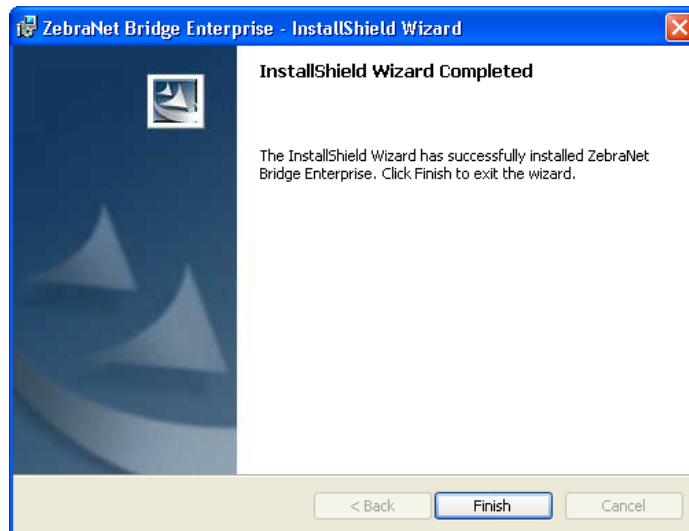 ZebraNet Bridge Enterprise - InstallShield Wizard
InstallShield Wizard Completed
The InstallShield Wizard has successfully installed ZebraNet
Bridge Enterprise. Click Finish to exit the wizard.
< Back Finish Cancel